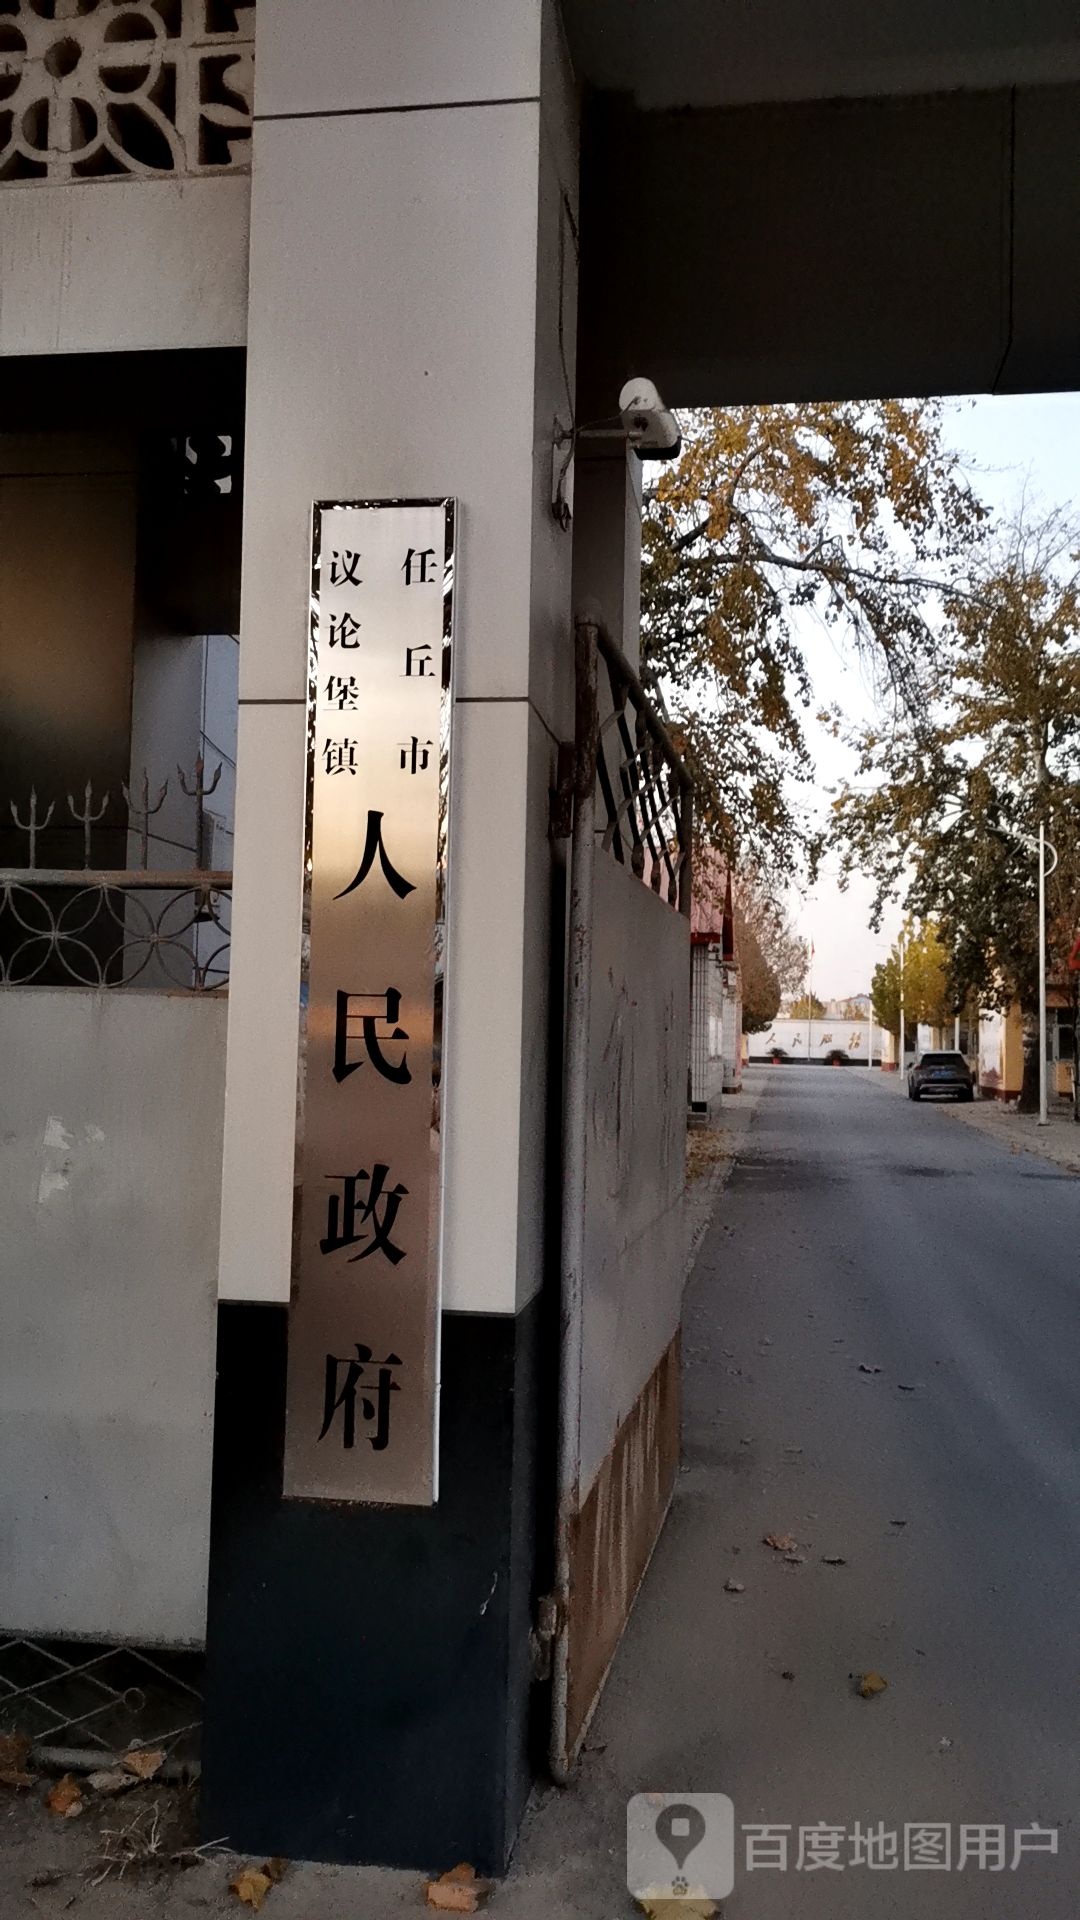 任丘市
议论堡镇
人民政府
百度地图用户